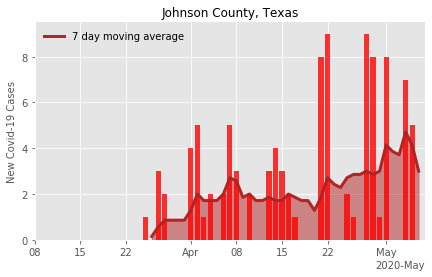 Johnson County, Texas
7 day moving average
New Covid-19 Cases
8
6
4
2
0
08 15 22 Apr 08 15 22 May
2020-May